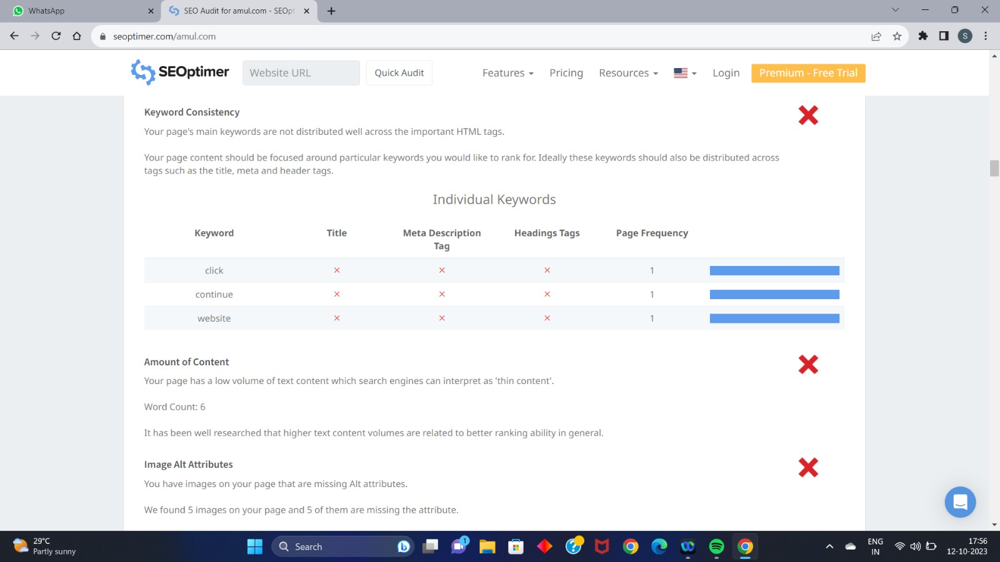 WhatsApp
SEO Audit for amul.com - SEOpt
seoptimer.com/amul.com
S
SEOptimer
Website URL
Quick Audit
Features
Pricing
Resources
Login
Premium - Free Trial
Keyword Consistency
Your page's main keywords are not distributed well across the important HTML tags.
Your page content should be focused around particular keywords you would like to rank for. Ideally these keywords should also be distributed across
tags such as the title, meta and header tags.
Individual Keywords
Keyword Title Meta Description Headings Tags Page Frequency
Tag
click 1
continue 1
website 1
Amount of Content
Your page has a low volume of text content which search engines can interpret as 'thin content'.
Word Count: 6
It has been well researched that higher text content volumes are related to better ranking ability in general.
Image Alt Attributes
You have images on your page that are missing Alt attributes.
We found 5 images on your page and 5 of them are missing the attribute.
29°C
Partly sunny
Search
1
ENG
IN
17:56
12-10-2023